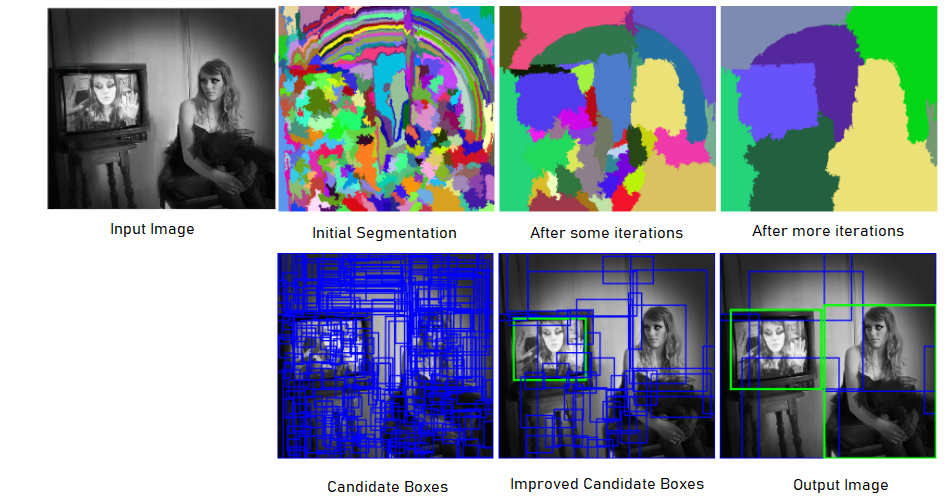 Input Image
Initial Segmentation
After some iterations
After more iterations
Candidate Boxes
Improved Candidate Boxes
Output Image